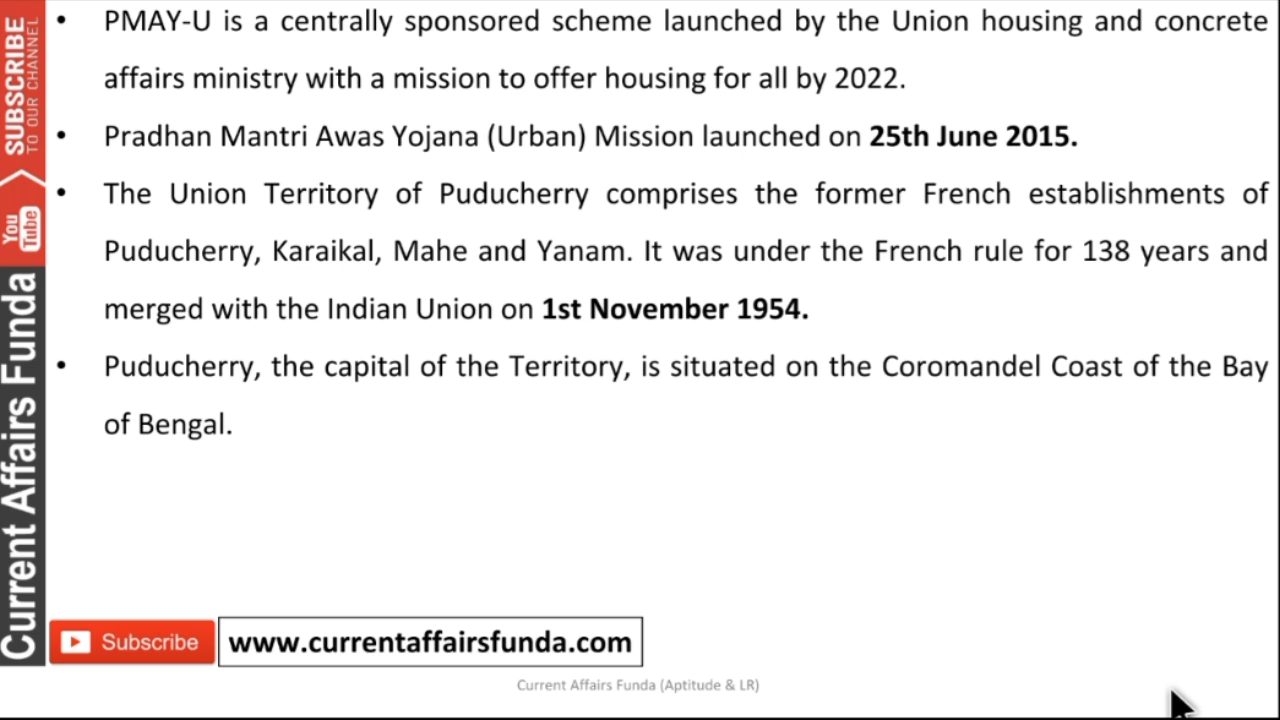 • PMAY-U is a centrally sponsored scheme launched by the Union housing and concrete
affairs ministry with a mission to offer housing for all by 2022.
• Pradhan Mantri Awas Yojana (Urban) Mission launched on 25th June 2015.
• The Union Territory of Puducherry comprises the former French establishments of
Puducherry, Karaikal, Mahe and Yanam. It was under the French rule for 138 years and
merged with the Indian Union on 1st November 1954.
• Puducherry, the capital of the Territory, is situated on the Coromandel Coast of the Bay
of Bengal.
SUBSCRIBE
TO OUR CHANNEL
You
Tube
Current Affairs Funda
Subscribe
www.currentaffairsfunda.com
Current Affairs Funda (Aptitude & LR)